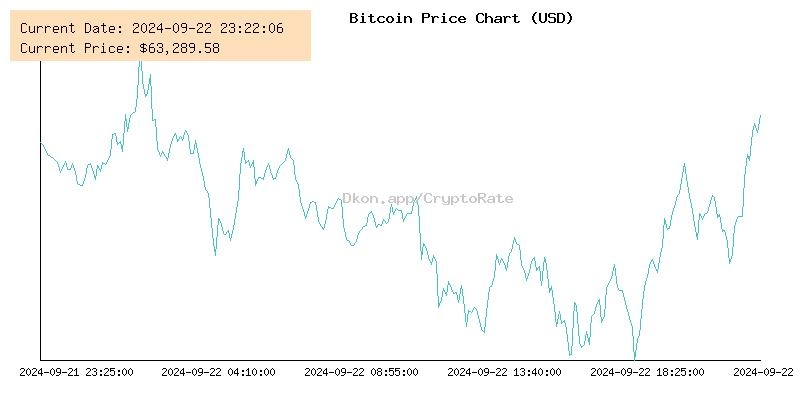 Bitcoin Price Chart (USD)
Current Date: 2024-09-22 23:22:06
Current Price: $63,289.58
Dkon.app/CryptoRate
2024-09-21 23:25:00 2024-09-22 04:10:00 2024-09-22 08:55:00 2024-09-22 13:40:00 2024-09-22 18:25:00 2024-09-22